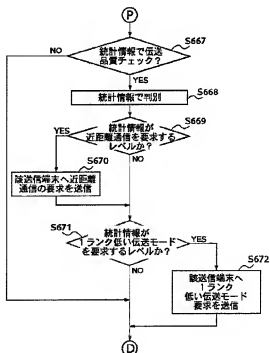 P
統計情報で伝送
品質チェック?
S667
NO
YES
統計情報で判別
S668
統計情報が
近距離通信を要求する
レベルか?
S669
YES
NO
S670
該送信端末へ近距離
通信の要求を送信
S671
統計情報が
1ランク低い伝送モード
を要求するレベルか?
YES
NO
S672
該送信端末へ
1ランク
低い伝送モード
要求を送信
D